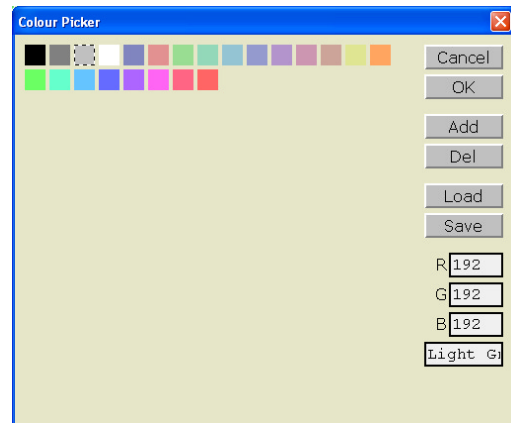 Colour Picker
Cancel
OK
Add
Del
Load
Save
R 192
G 192
B 192
Light